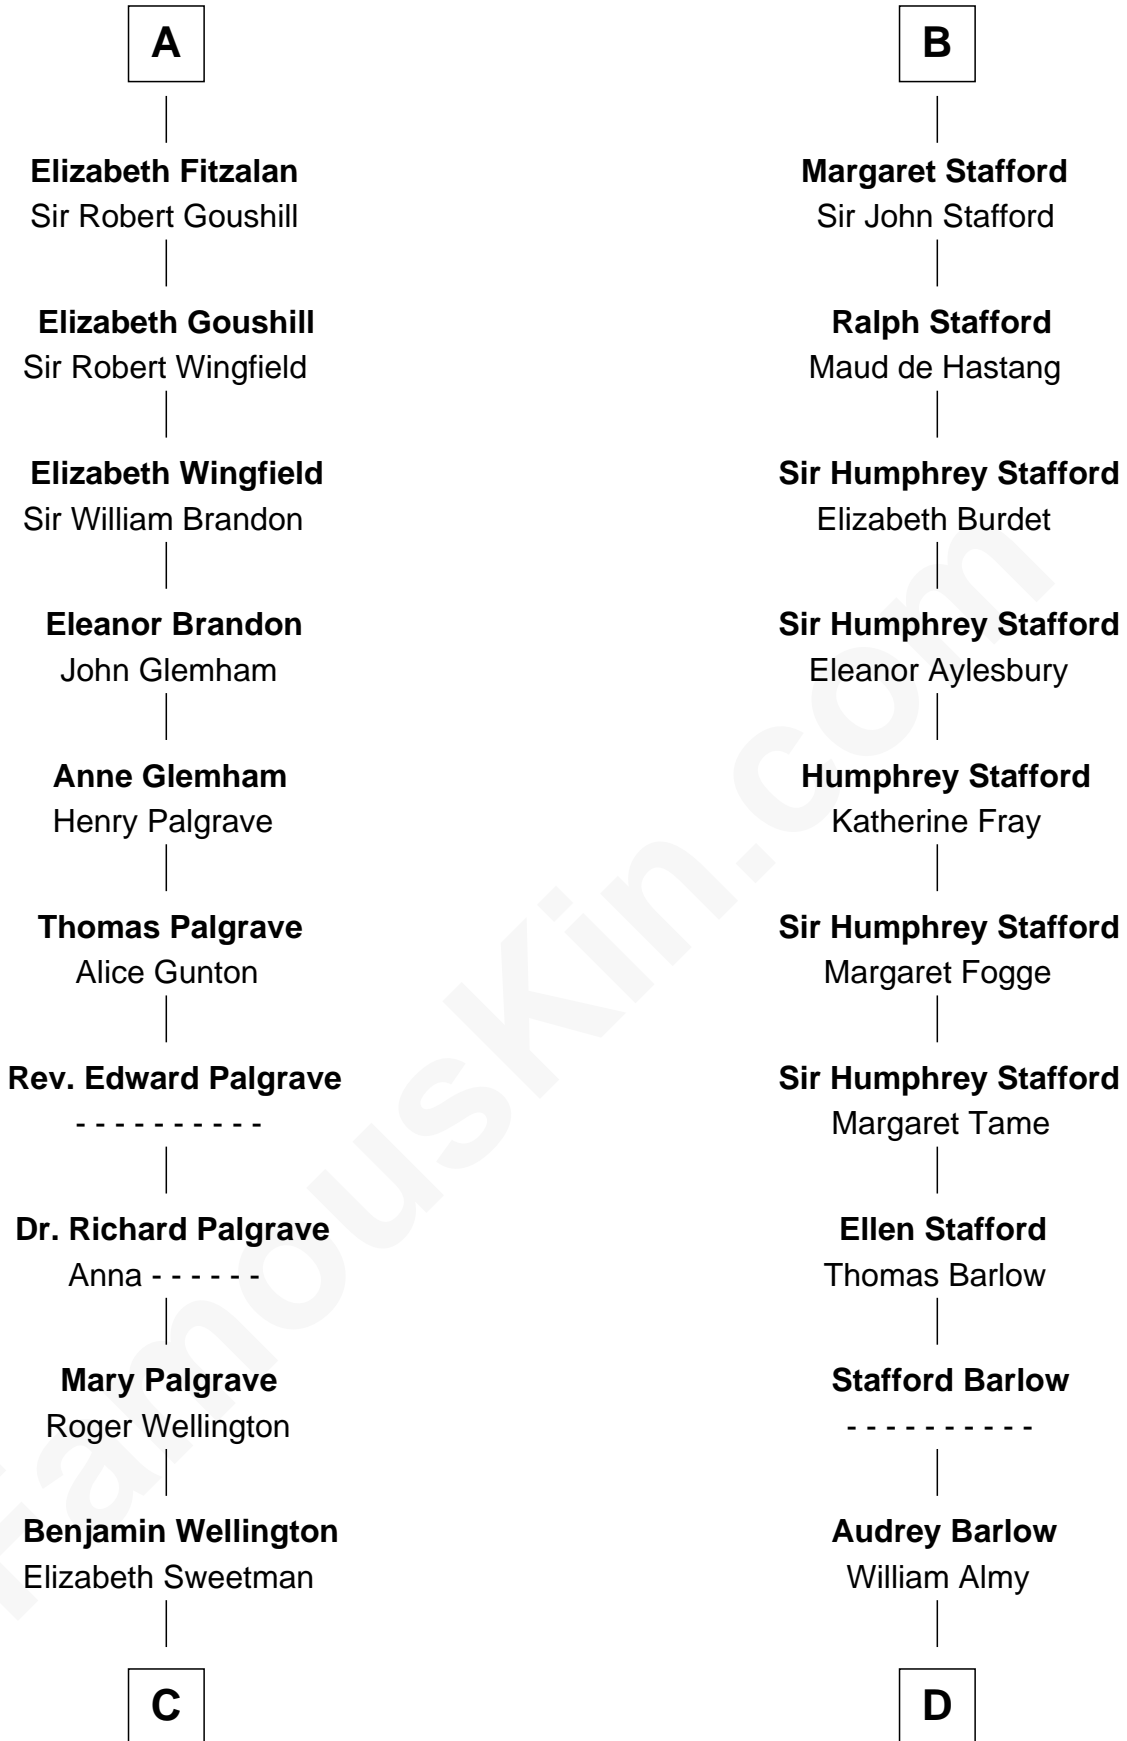 A
Elizabeth Fitzalan
Sir Robert Goushill
Elizabeth Goushill
Sir Robert Wingfield
Elizabeth Wingfield
Sir William Brandon
Eleanor Brandon
John Glemham
Anne Glemham
Henry Palgrave
Thomas Palgrave
Alice Gunton
Rev. Edward Palgrave
- - - - - - - - - -
Dr. Richard Palgrave
Anna - - - - - -
Mary Palgrave
Roger Wellington
Benjamin Wellington
Elizabeth Sweetman
C
B
Margaret Stafford
Sir John Stafford
Ralph Stafford
Maud de Hastang
Sir Humphrey Stafford
Elizabeth Burdet
Sir Humphrey Stafford
Eleanor Aylesbury
Humphrey Stafford
Katherine Fray
Sir Humphrey Stafford
Margaret Fogge
Sir Humphrey Stafford
Margaret Tame
Ellen Stafford
Thomas Barlow
Stafford Barlow
- - - - - - - - - -
Audrey Barlow
William Almy
D
FamousKin.com